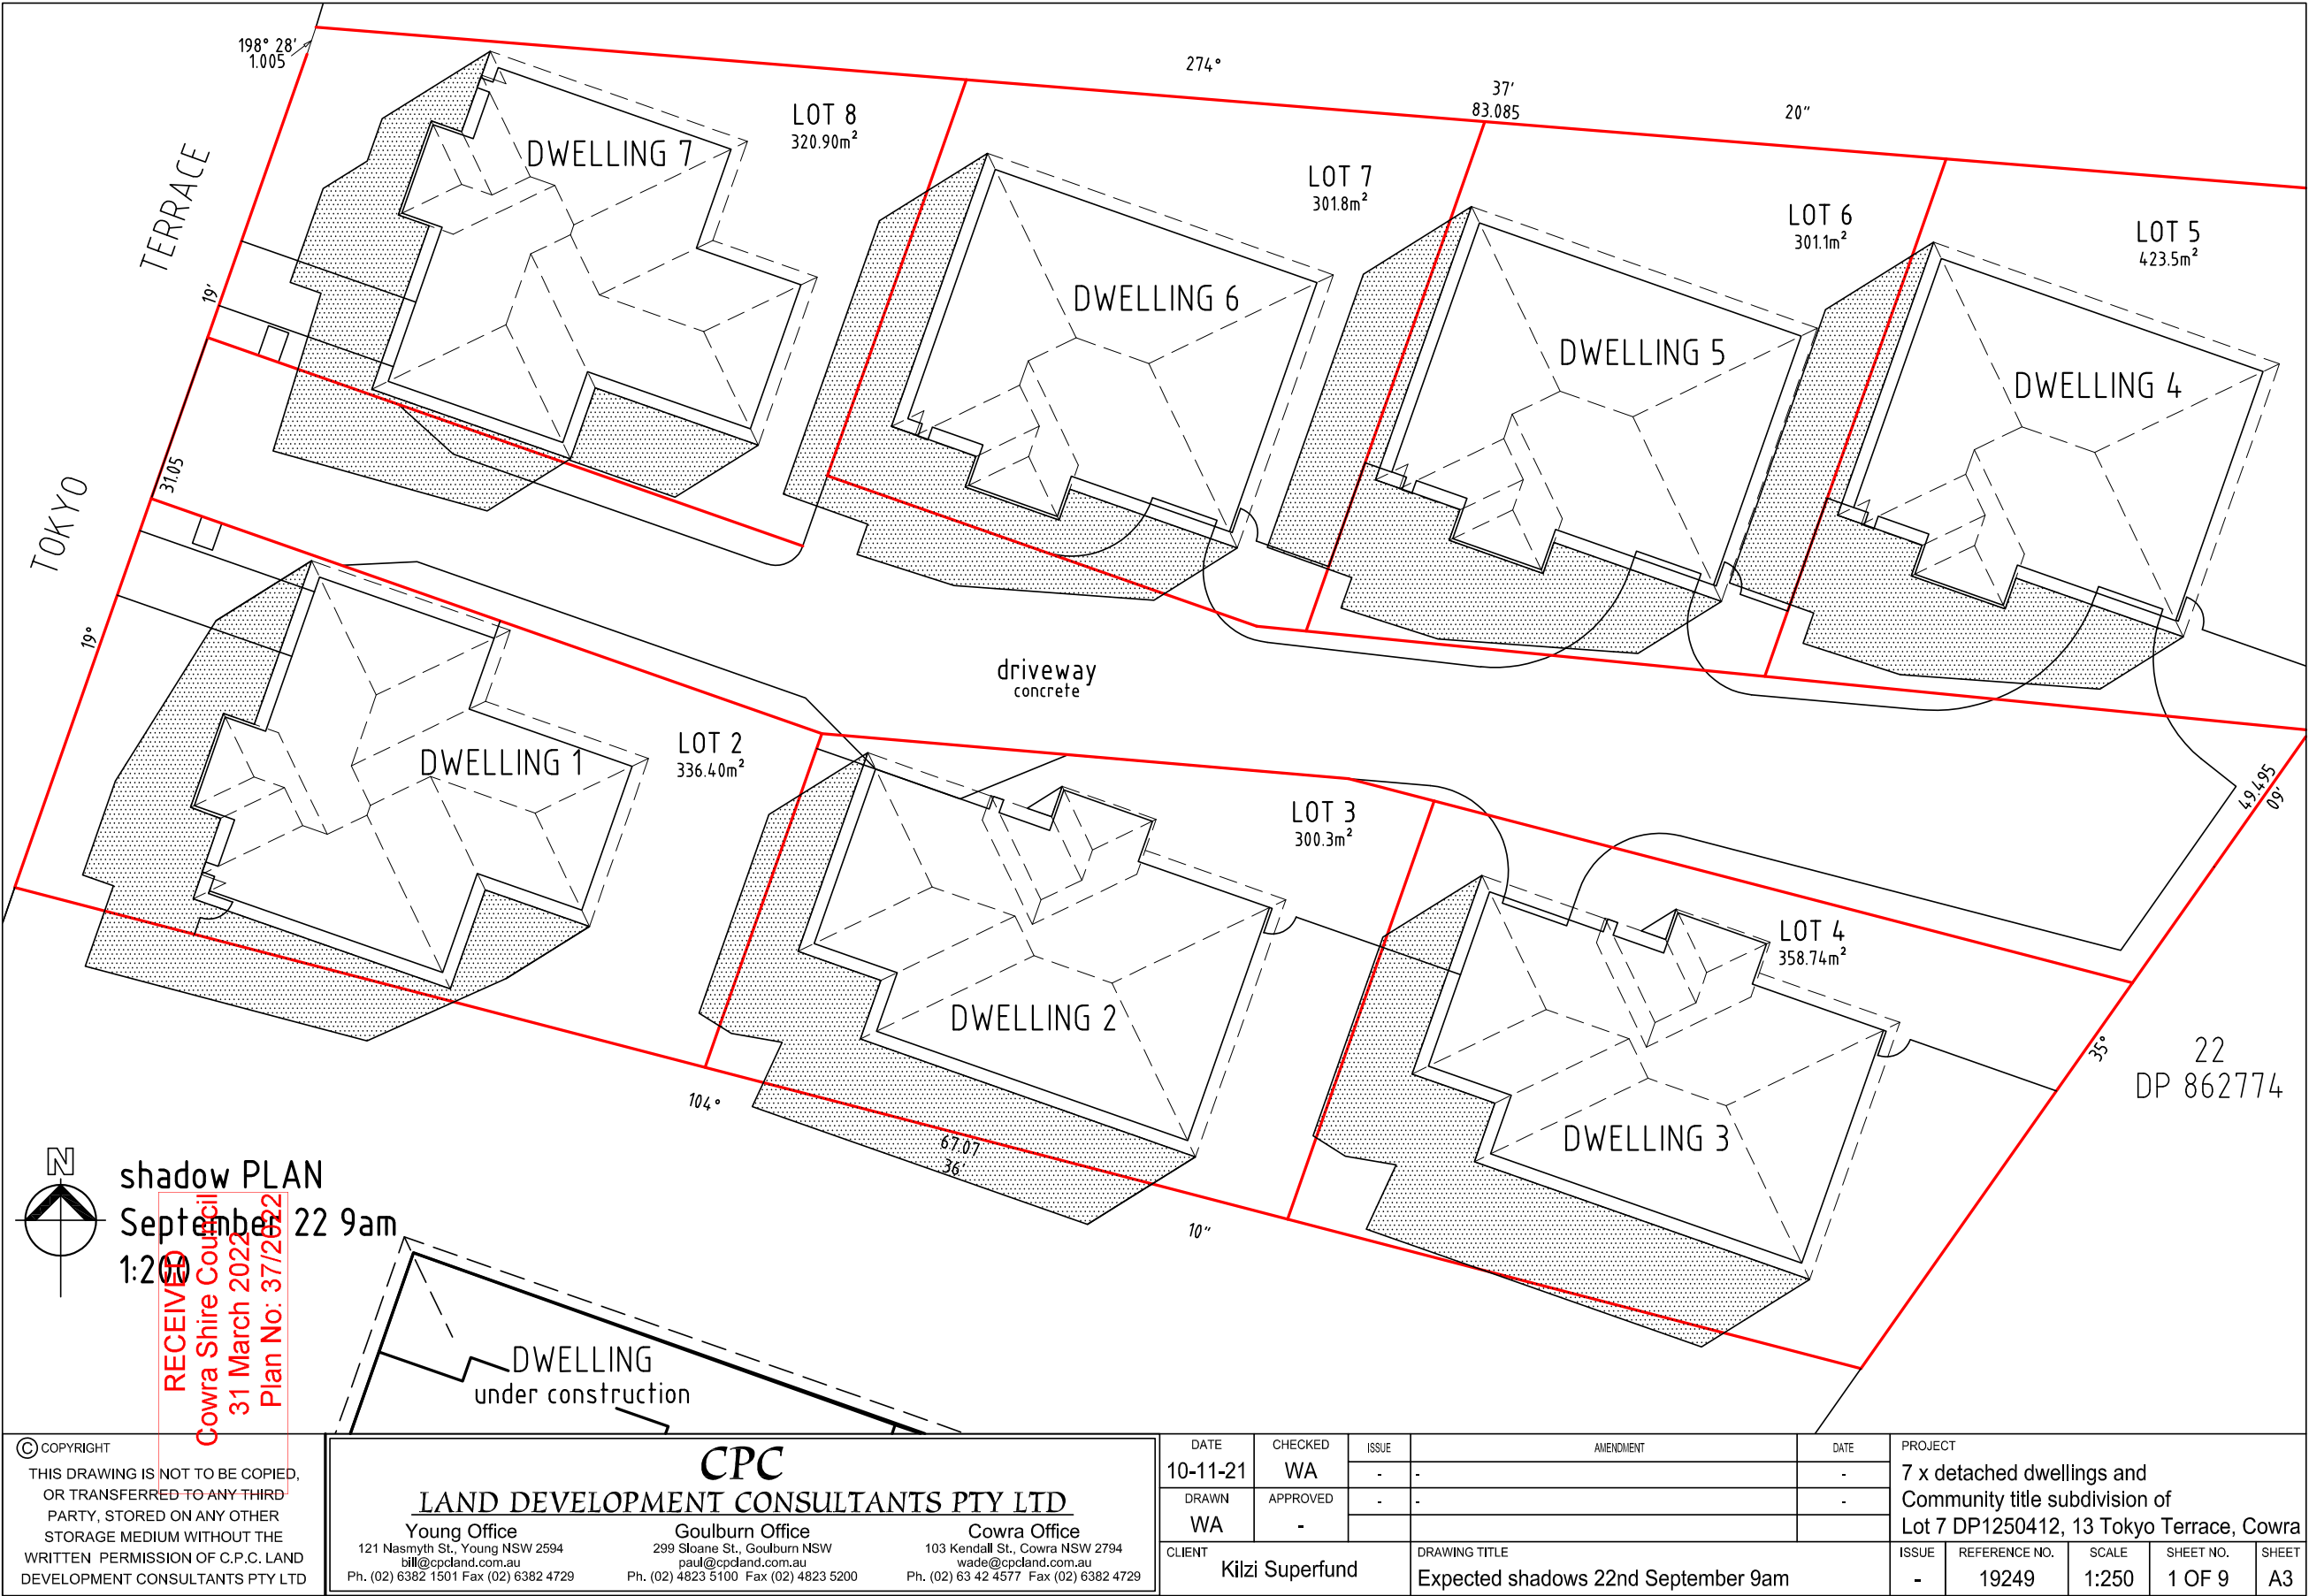 198° 28'
1.005
274°
37'
83.085
20"
LOT 8
320.90m²
DWELLING 7
LOT 7
301.8m²
DWELLING 6
LOT 6
301.1m²
DWELLING 5
LOT 5
423.5m²
DWELLING 4
TERRACE
TOKYO
19'
31.05
19°
driveway
concrete
DWELLING 1
LOT 2
336.40m²
LOT 3
300.3m²
DWELLING 2
LOT 4
358.74m²
DWELLING 3
49.495
09'
35°
22
DP 862774
104°
67.07
36'
10"
N
shadow PLAN
September 22 9am
1:200
RECEIVED
Cowra Shire Council
31 March 2022
Plan No: 37/2022
DWELLING
under construction
© COPYRIGHT
THIS DRAWING IS NOT TO BE COPIED,
OR TRANSFERRED TO ANY THIRD
PARTY, STORED ON ANY OTHER
STORAGE MEDIUM WITHOUT THE
WRITTEN PERMISSION OF C.P.C. LAND
DEVELOPMENT CONSULTANTS PTY LTD
CPC
LAND DEVELOPMENT CONSULTANTS PTY LTD
Young Office
121 Nasmyth St., Young NSW 2594
bill@cpcland.com.au
Ph. (02) 6382 1501 Fax (02) 6382 4729
Goulburn Office
299 Sloane St., Goulburn NSW
paul@cpcland.com.au
Ph. (02) 4823 5100 Fax (02) 4823 5200
Cowra Office
103 Kendall St., Cowra NSW 2794
wade@cpcland.com.au
Ph. (02) 63 42 4577 Fax (02) 6382 4729
DATE
10-11-21
CHECKED
WA
DRAWN
WA
APPROVED
-
ISSUE AMENDMENT DATE
- - -
- - -
CLIENT
Kilzi Superfund
DRAWING TITLE
Expected shadows 22nd September 9am
PROJECT
7 x detached dwellings and
Community title subdivision of
Lot 7 DP1250412, 13 Tokyo Terrace, Cowra
ISSUE REFERENCE NO. SCALE SHEET NO. SHEET
- 19249 1:250 1 OF 9 A3